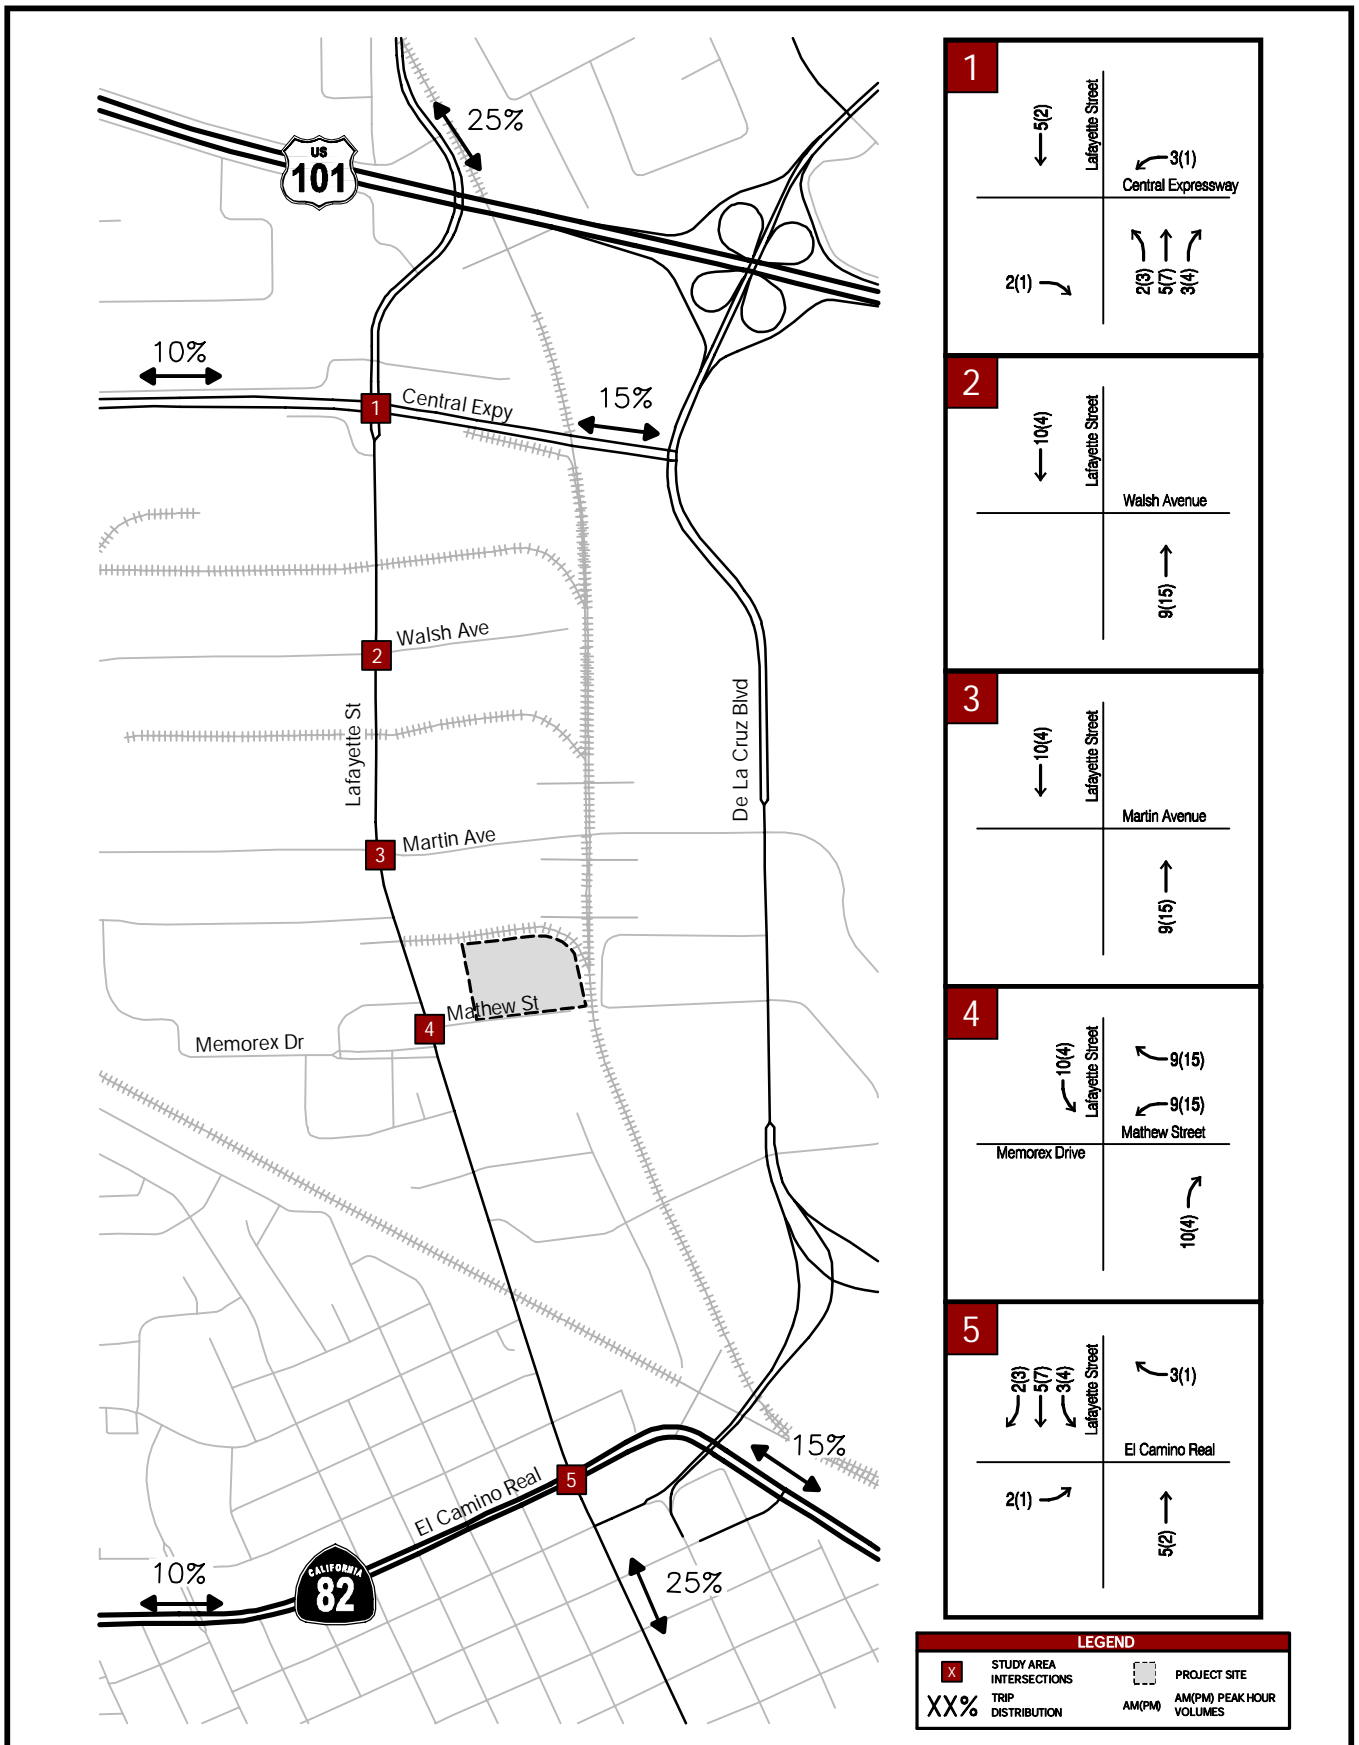 25%
US
101
10%
1
Central Expy
15%
2
Walsh Ave
Lafayette St
De La Cruz Blvd
3
Martin Ave
4
Mathew St
Memorex Dr
5
El Camino Real
15%
10%
CALIFORNIA
82
25%
1
5(2)
Lafayette Street
3(1)
Central Expressway
2(1)
2(3)
5(7)
3(4)
2
10(4)
Lafayette Street
Walsh Avenue
9(15)
3
10(4)
Lafayette Street
Martin Avenue
9(15)
4
10(4)
Lafayette Street
9(15)
9(15)
Mathew Street
Memorex Drive
10(4)
5
2(3)
5(7)
3(4)
Lafayette Street
3(1)
El Camino Real
2(1)
5(2)
LEGEND
X
STUDY AREA
INTERSECTIONS
PROJECT SITE
XX%
TRIP
DISTRIBUTION
AM(PM)
AM(PM) PEAK HOUR
VOLUMES